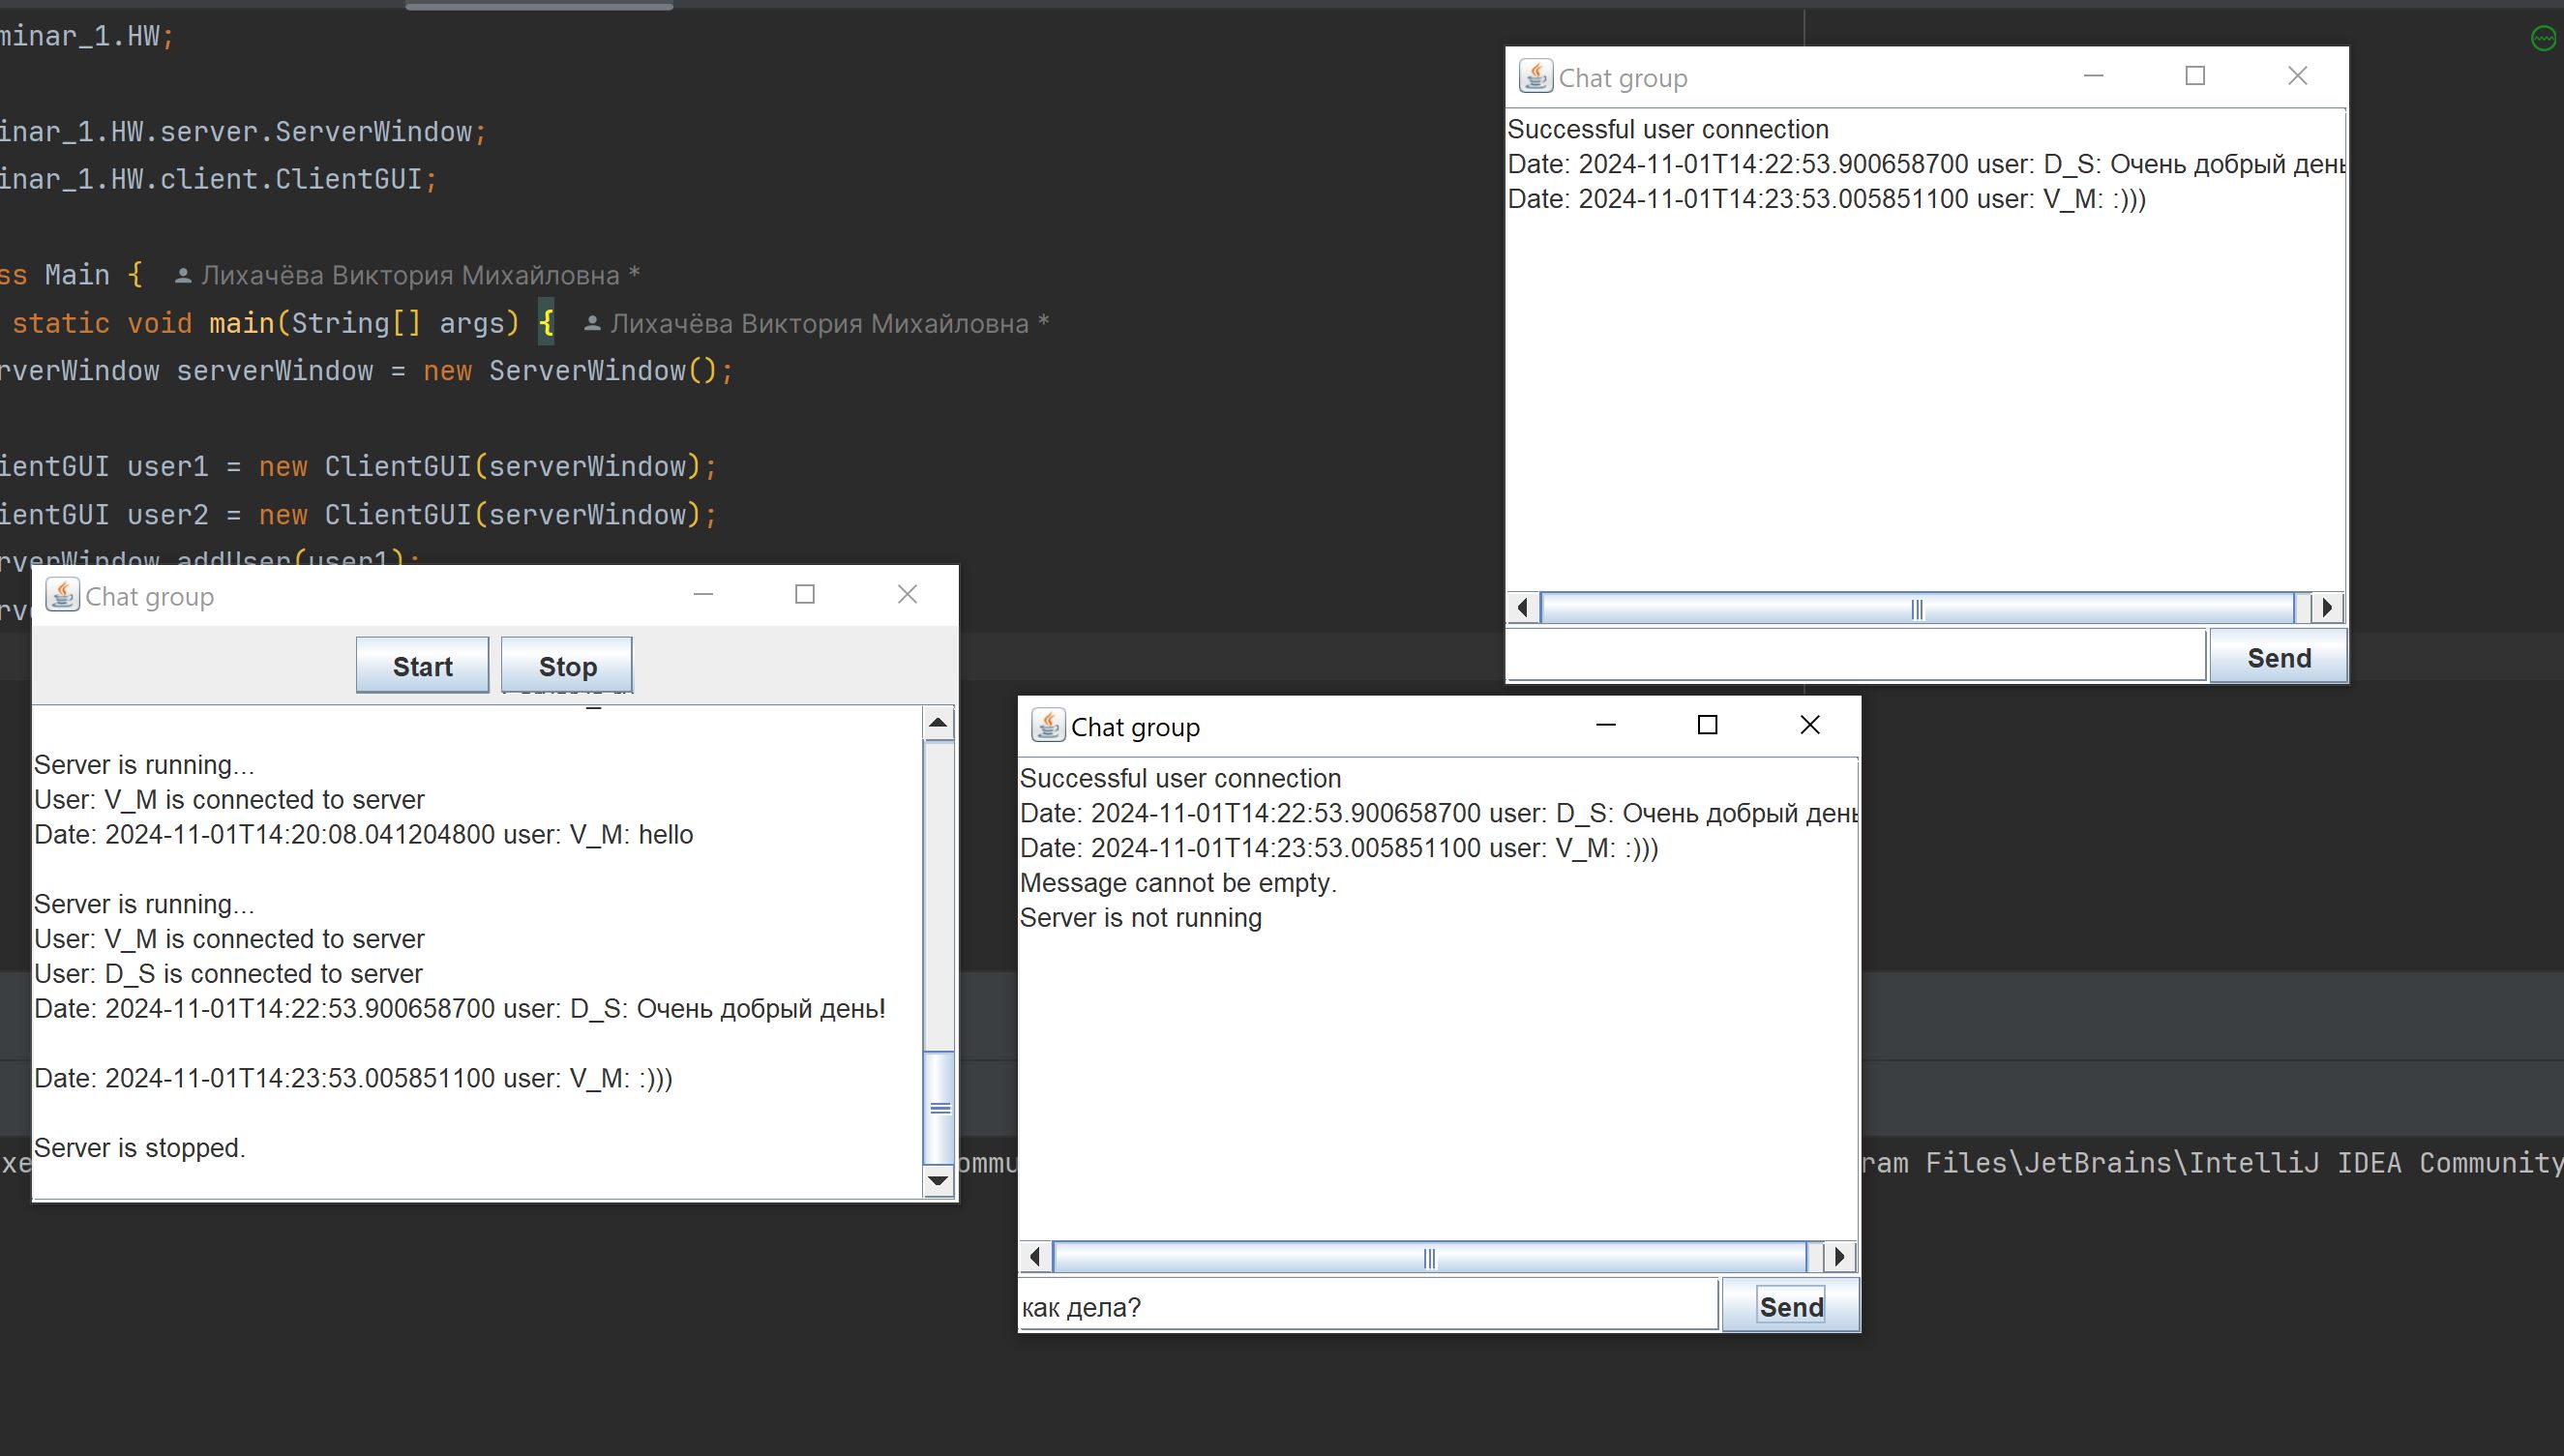 minar_1.HW;
inar_1.HW.server.ServerWindow;
inar_1.HW.client.ClientGUI;
ss Main { Лихачёва Виктория Михайловна *
static void main(String[] args) { Лихачёва Виктория Михайловна *
rverWindow serverWindow = new ServerWindow();
ientGUI user1 = new ClientGUI(serverWindow);
ientGUI user2 = new ClientGUI(serverWindow);
rverWindow addUser(user1);
rve
Chat group
Successful user connection
Date: 2024-11-01T14:22:53.900658700 user: D_S: Очень добрый день
Date: 2024-11-01T14:23:53.005851100 user: V_M: :)))
Send
Chat group
Start Stop
Server is running...
User: V_M is connected to server
Date: 2024-11-01T14:20:08.041204800 user: V_M: hello
Server is running...
User: V_M is connected to server
User: D_S is connected to server
Date: 2024-11-01T14:22:53.900658700 user: D_S: Очень добрый день!
Date: 2024-11-01T14:23:53.005851100 user: V_M: :)))
Server is stopped.
Chat group
Successful user connection
Date: 2024-11-01T14:22:53.900658700 user: D_S: Очень добрый день
Date: 2024-11-01T14:23:53.005851100 user: V_M: :)))
Message cannot be empty.
Server is not running
как дела?
Send
xe ommu ram Files\JetBrains\IntelliJ IDEA Community